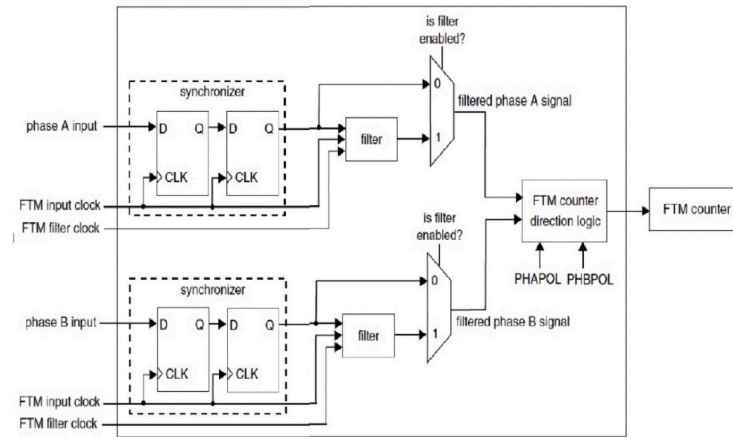 is filter
enabled?
synchronizer
0
filtered phase A signal
phase A input
D Q D Q
filter
1
CLK CLK
FTM input clock
FTM filter clock
FTM counter
direction logic
FTM counter
is filter
enabled?
PHAPOL PHBPOL
synchronizer
0
phase B input
D Q D Q
filter
1
filtered phase B signal
CLK CLK
FTM input clock
FTM filter clock